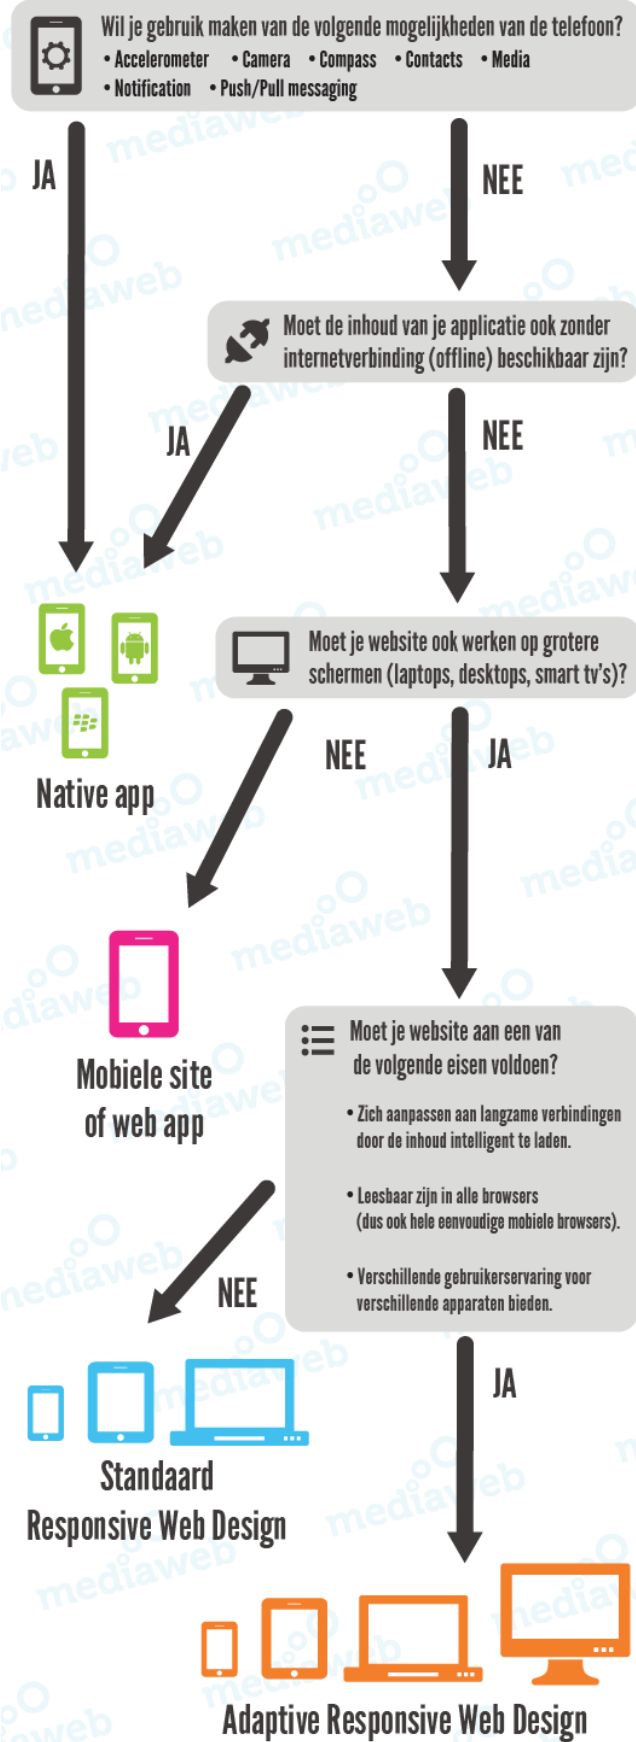 Wil je gebruik maken van de volgende mogelijkheden van de telefoon?
• Accelerometer • Camera • Compass • Contacts • Media
• Notification • Push/Pull messaging
JA
NEE
Moet de inhoud van je applicatie ook zonder
internetverbinding (offline) beschikbaar zijn?
JA
NEE
Moet je website ook werken op grotere
schermen (laptops, desktops, smart tv's)?
Native app
NEE
JA
Mobiele site
of web app
Moet je website aan een van
de volgende eisen voldoen?
• Zich aanpassen aan langzame verbindingen
door de inhoud intelligent te laden.
• Leesbaar zijn in alle browsers
(dus ook hele eenvoudige mobiele browsers).
• Verschillende gebruikerservaring voor
verschillende apparaten bieden.
NEE
JA
Standaard
Responsive Web Design
Adaptive Responsive Web Design
mediaweb